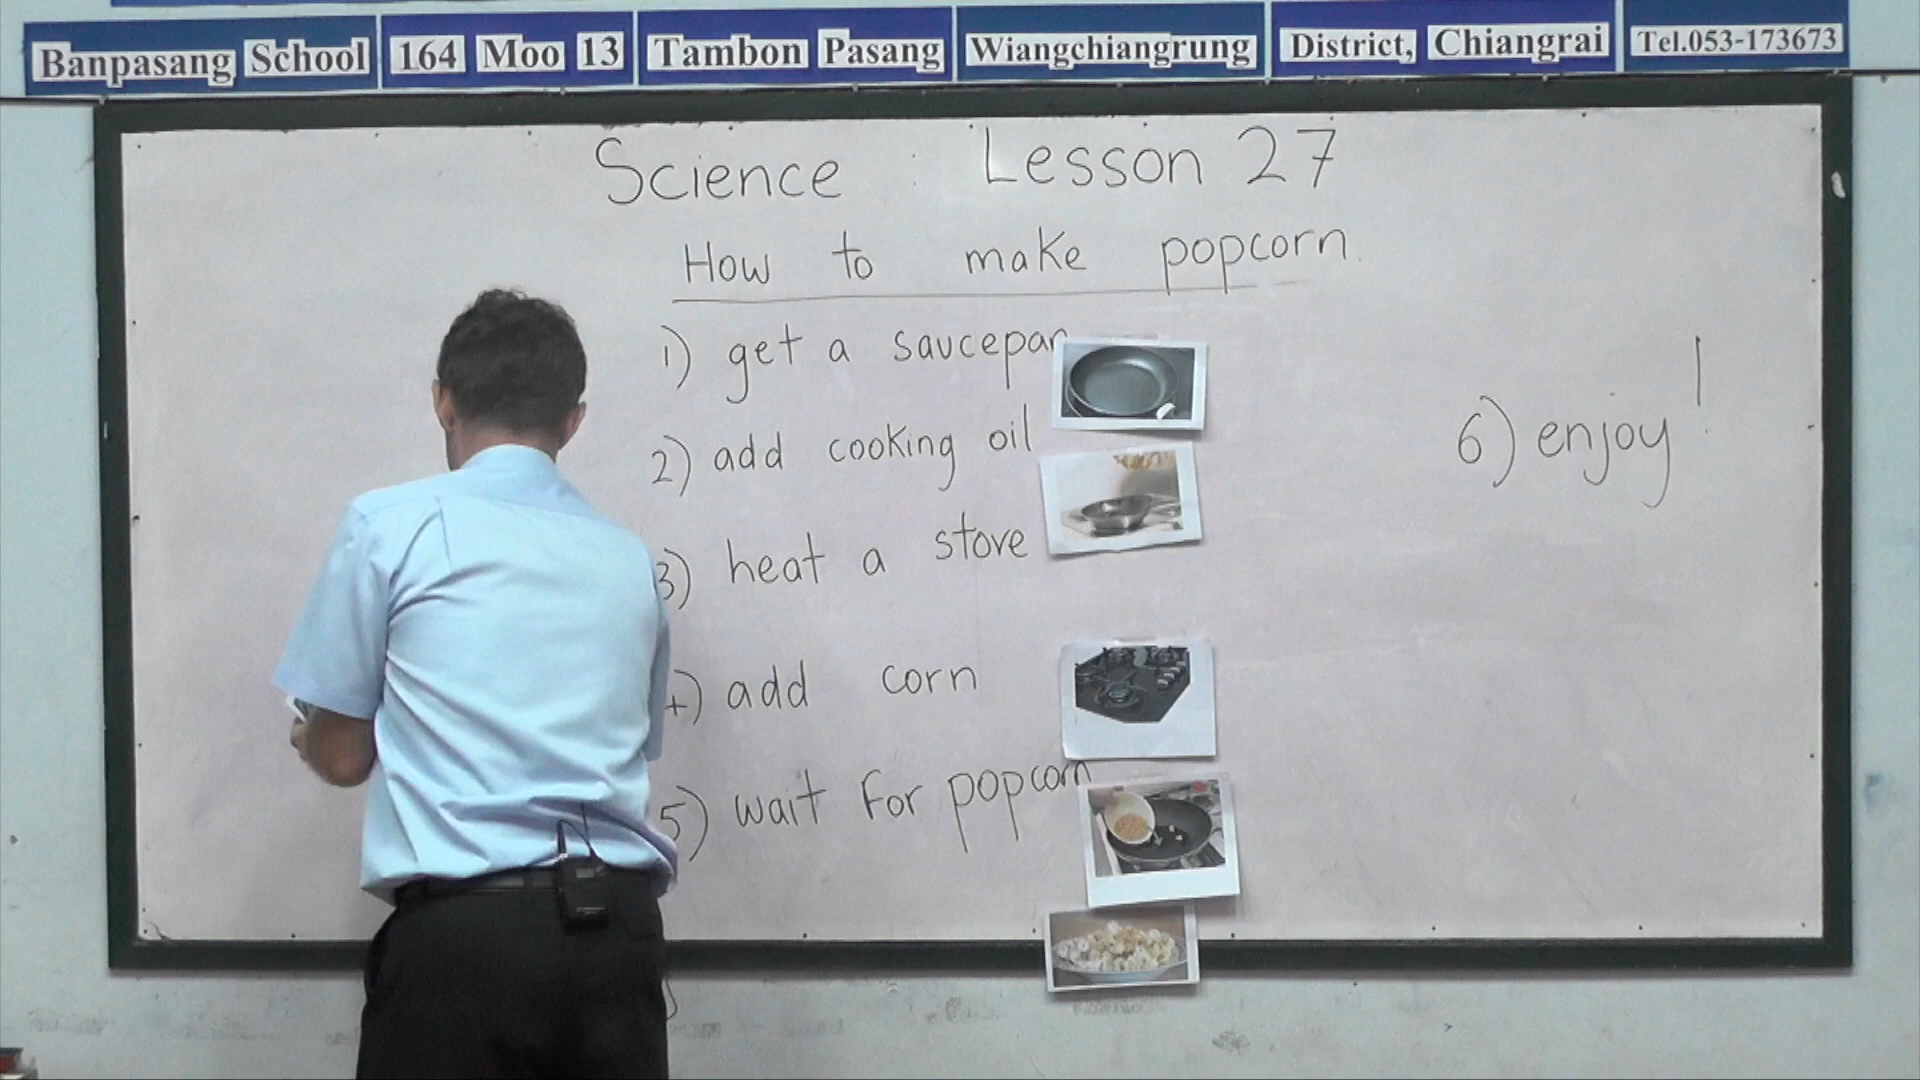 Banpasang School 164 Moo 13 Tambon Pasang Wiangchiangrung District, Chiangrai Tel.053-173673
Science : Lesson 27
How to make popcorn.
1) get a saucepan
2) add cooking oil
3) heat a stove
4) add corn
5) wait for popcorn
6) enjoy!